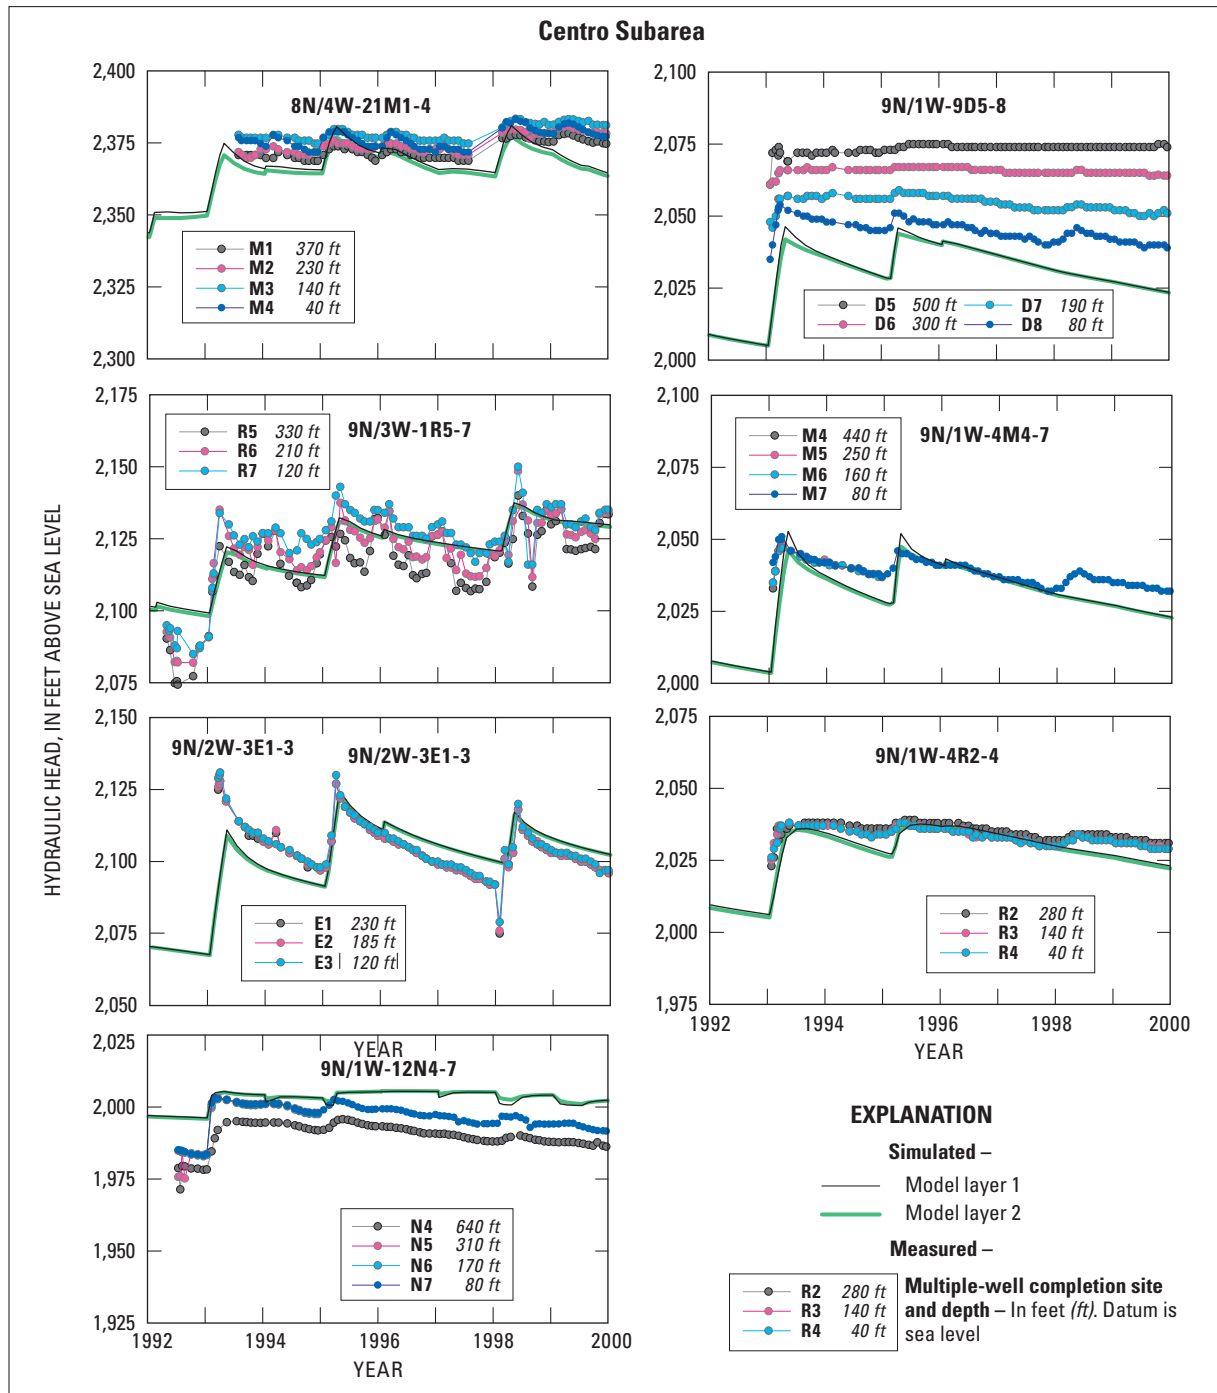 Centro Subarea
HYDRAULIC HEAD, IN FEET ABOVE SEA LEVEL
2,400
2,375
2,350
2,325
2,300
8N/4W-21M1-4
M1 370 ft
M2 230 ft
M3 140 ft
M4 40 ft
2,100
2,075
2,050
2,025
2,000
9N/1W-9D5-8
D5 500 ft D7 190 ft
D6 300 ft D8 80 ft
2,175
2,150
2,125
2,100
2,075
9N/3W-1R5-7
R5 330 ft
R6 210 ft
R7 120 ft
2,100
2,075
2,050
2,025
2,000
9N/1W-4M4-7
M4 440 ft
M5 250 ft
M6 160 ft
M7 80 ft
2,150
2,125
2,100
2,075
2,050
9N/2W-3E1-3
9N/2W-3E1-3
E1 230 ft
E2 185 ft
E3 120 ft
2,075
2,050
2,025
2,000
1,975
9N/1W-4R2-4
R2 280 ft
R3 140 ft
R4 40 ft
1992 1994 1996 1998 2000
YEAR
2,025
2,000
1,975
1,950
1,925
YEAR
9N/1W-12N4-7
N4 640 ft
N5 310 ft
N6 170 ft
N7 80 ft
1992 1994 1996 1998 2000
YEAR
EXPLANATION
Simulated –
Model layer 1
Model layer 2
Measured –
R2 280 ft
R3 140 ft
R4 40 ft
Multiple-well completion site
and depth – In feet (ft). Datum is
sea level